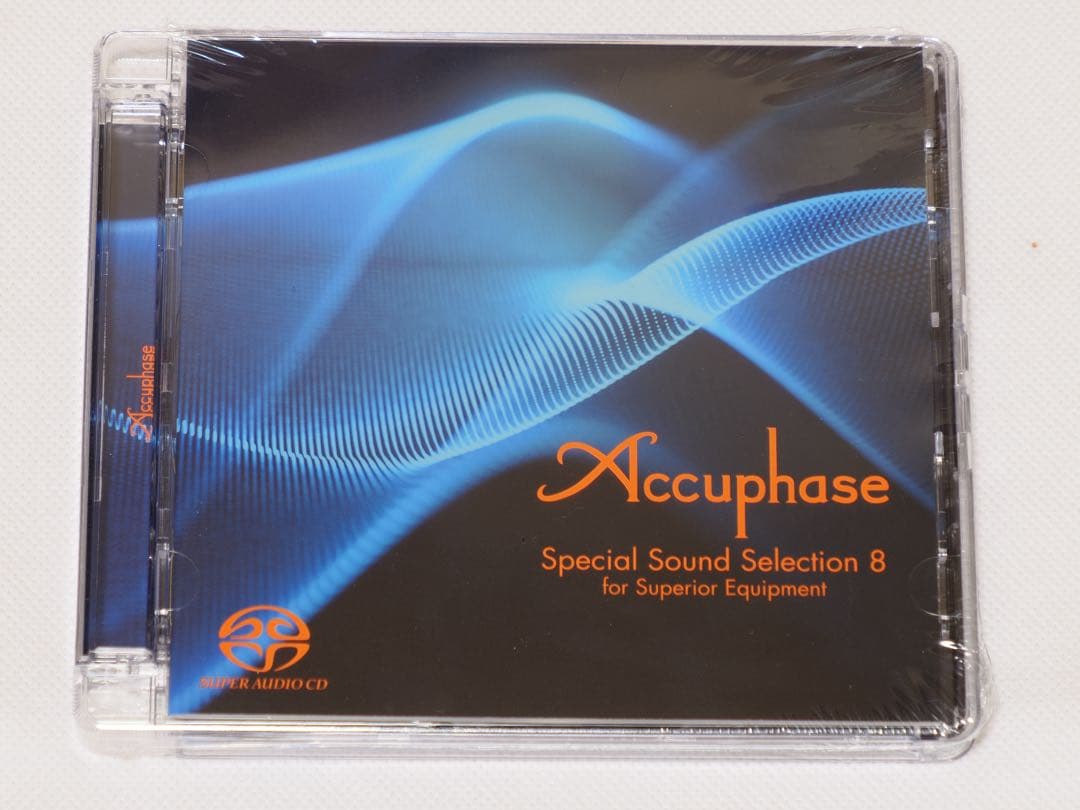 Accuphase
Accuphase
Special Sound Selection 8
for Superior Equipment
SUPER AUDIO CD